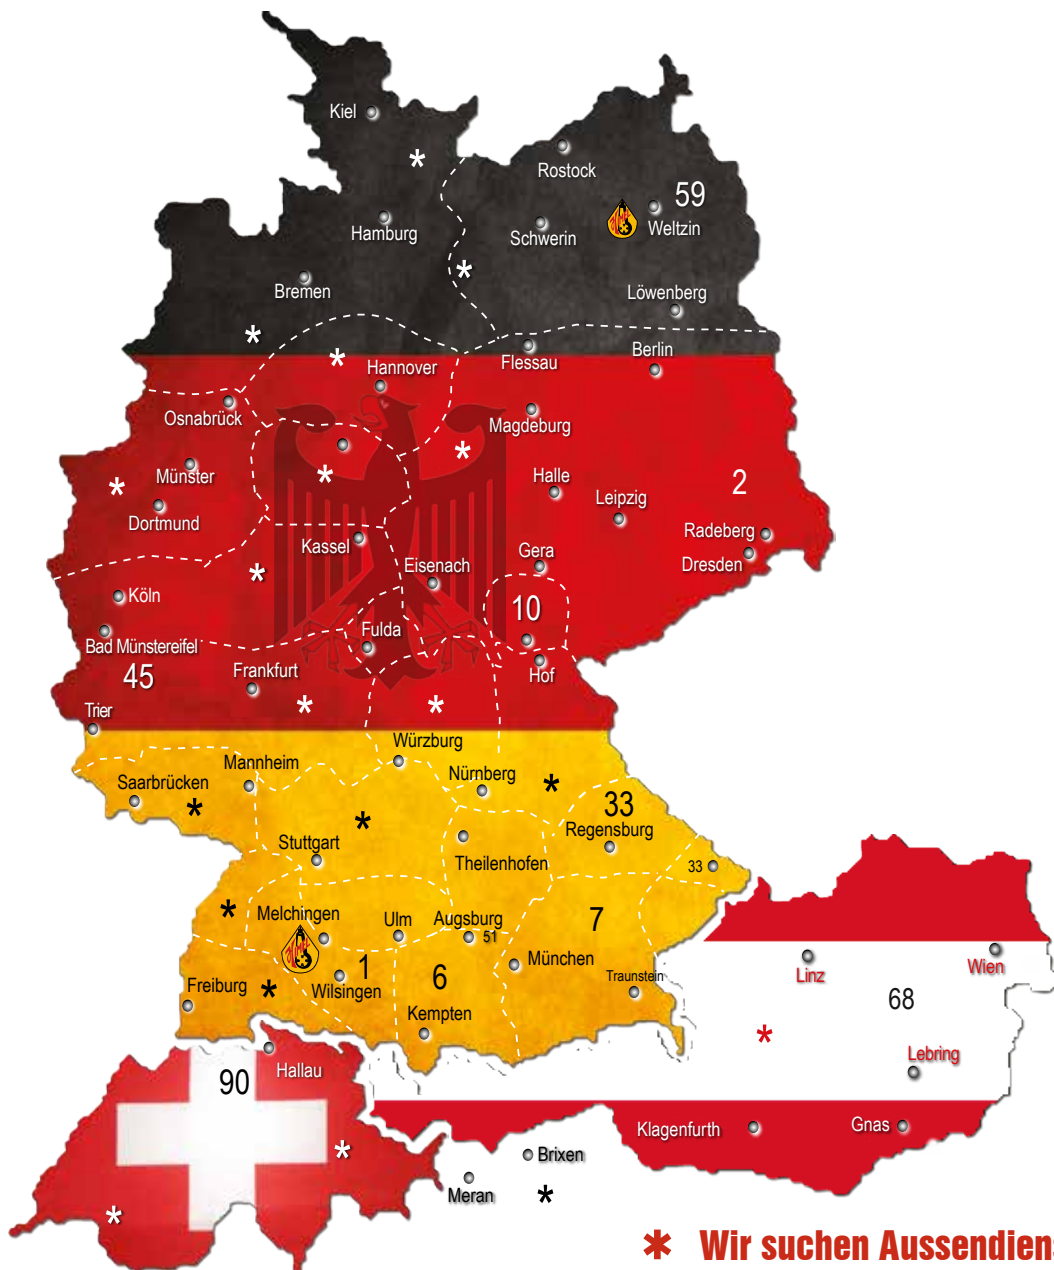 Kiel
*
Rostock
59
Weltzin
Hamburg
Schwerin
*
Bremen
Löwenberg
*
*
Flessau
Berlin
Hannover
Osnabrück
Magdeburg
*
*
Münster
*
Halle
Leipzig
2
Dortmund
Radeberg
Kassel
Gera
Dresden
*
Eisenach
Köln
10
Fulda
Bad Münstereifel
45
Frankfurt
Hof
*
*
Trier
Würzburg
Mannheim
Nürnberg
*
Saarbrücken
*
33
*
Regensburg
Stuttgart
Theilenhofen
33
*
Melchingen
Ulm
Augsburg
51
7
München
1
6
Linz
Wien
Freiburg
*
Wilsingen
Traunstein
68
Kempten
*
Hallau
Lebring
90
Klagenfurth
Gnas
*
Brixen
Meran
*
*
* Wir suchen Aussendiens